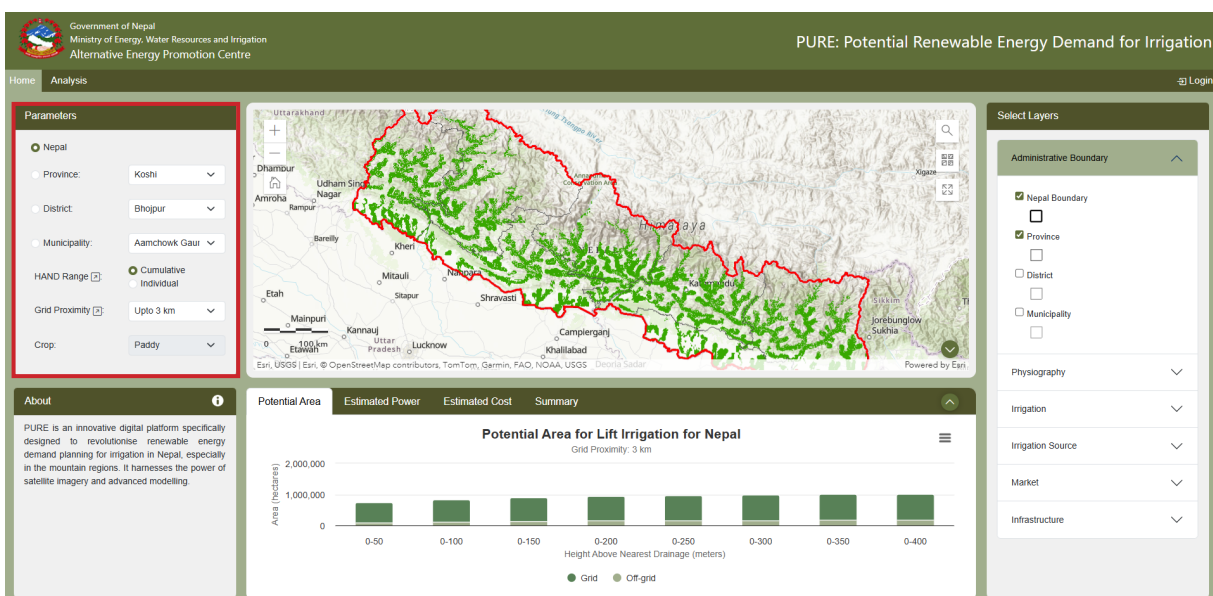 Government of Nepal
Ministry of Energy, Water Resources and Irrigation
Alternative Energy Promotion Centre
PURE: Potential Renewable Energy Demand for Irrigation
Home Analysis
Login
Parameters
Nepal
Province: Koshi
District: Bhojpur
Municipality: Aamchowk Gaur
HAND Range : Cumulative
Individual
Grid Proximity : Upto 3 km
Crop: Paddy
About
PURE is an innovative digital platform specifically
designed to revolutionise renewable energy
demand planning for irrigation in Nepal, especially
in the mountain regions. It harnesses the power of
satellite imagery and advanced modelling.
Uttarakhand
Dhampur
Udham Singh
Nagar
Amroha
Rampur
Bareilly
Kheri
Mitauli
Nanpara
Etah
Sitapur
Shravasti
Mainpuri
Kannauj
Etawah
Uttar
Pradesh
Lucknow
Campierganj
Khalilabad
Deoria Sadar
Himalaya
Kathmandu
Xigaze
Sikkim
Jorebunglow
Sukhia
0 100 km
Esri, USGS | Esri, © OpenStreetMap contributors, TomTom, Garmin, FAO, NOAA, USGS
Powered by Esri
Potential Area Estimated Power Estimated Cost Summary
Potential Area for Lift Irrigation for Nepal
Grid Proximity: 3 km
Area (hectares)
2,000,000
1,000,000
0
0-50 0-100 0-150 0-200 0-250 0-300 0-350 0-400
Height Above Nearest Drainage (meters)
Grid Off-grid
Select Layers
Administrative Boundary
Nepal Boundary
Province
District
Municipality
Physiography
Irrigation
Irrigation Source
Market
Infrastructure